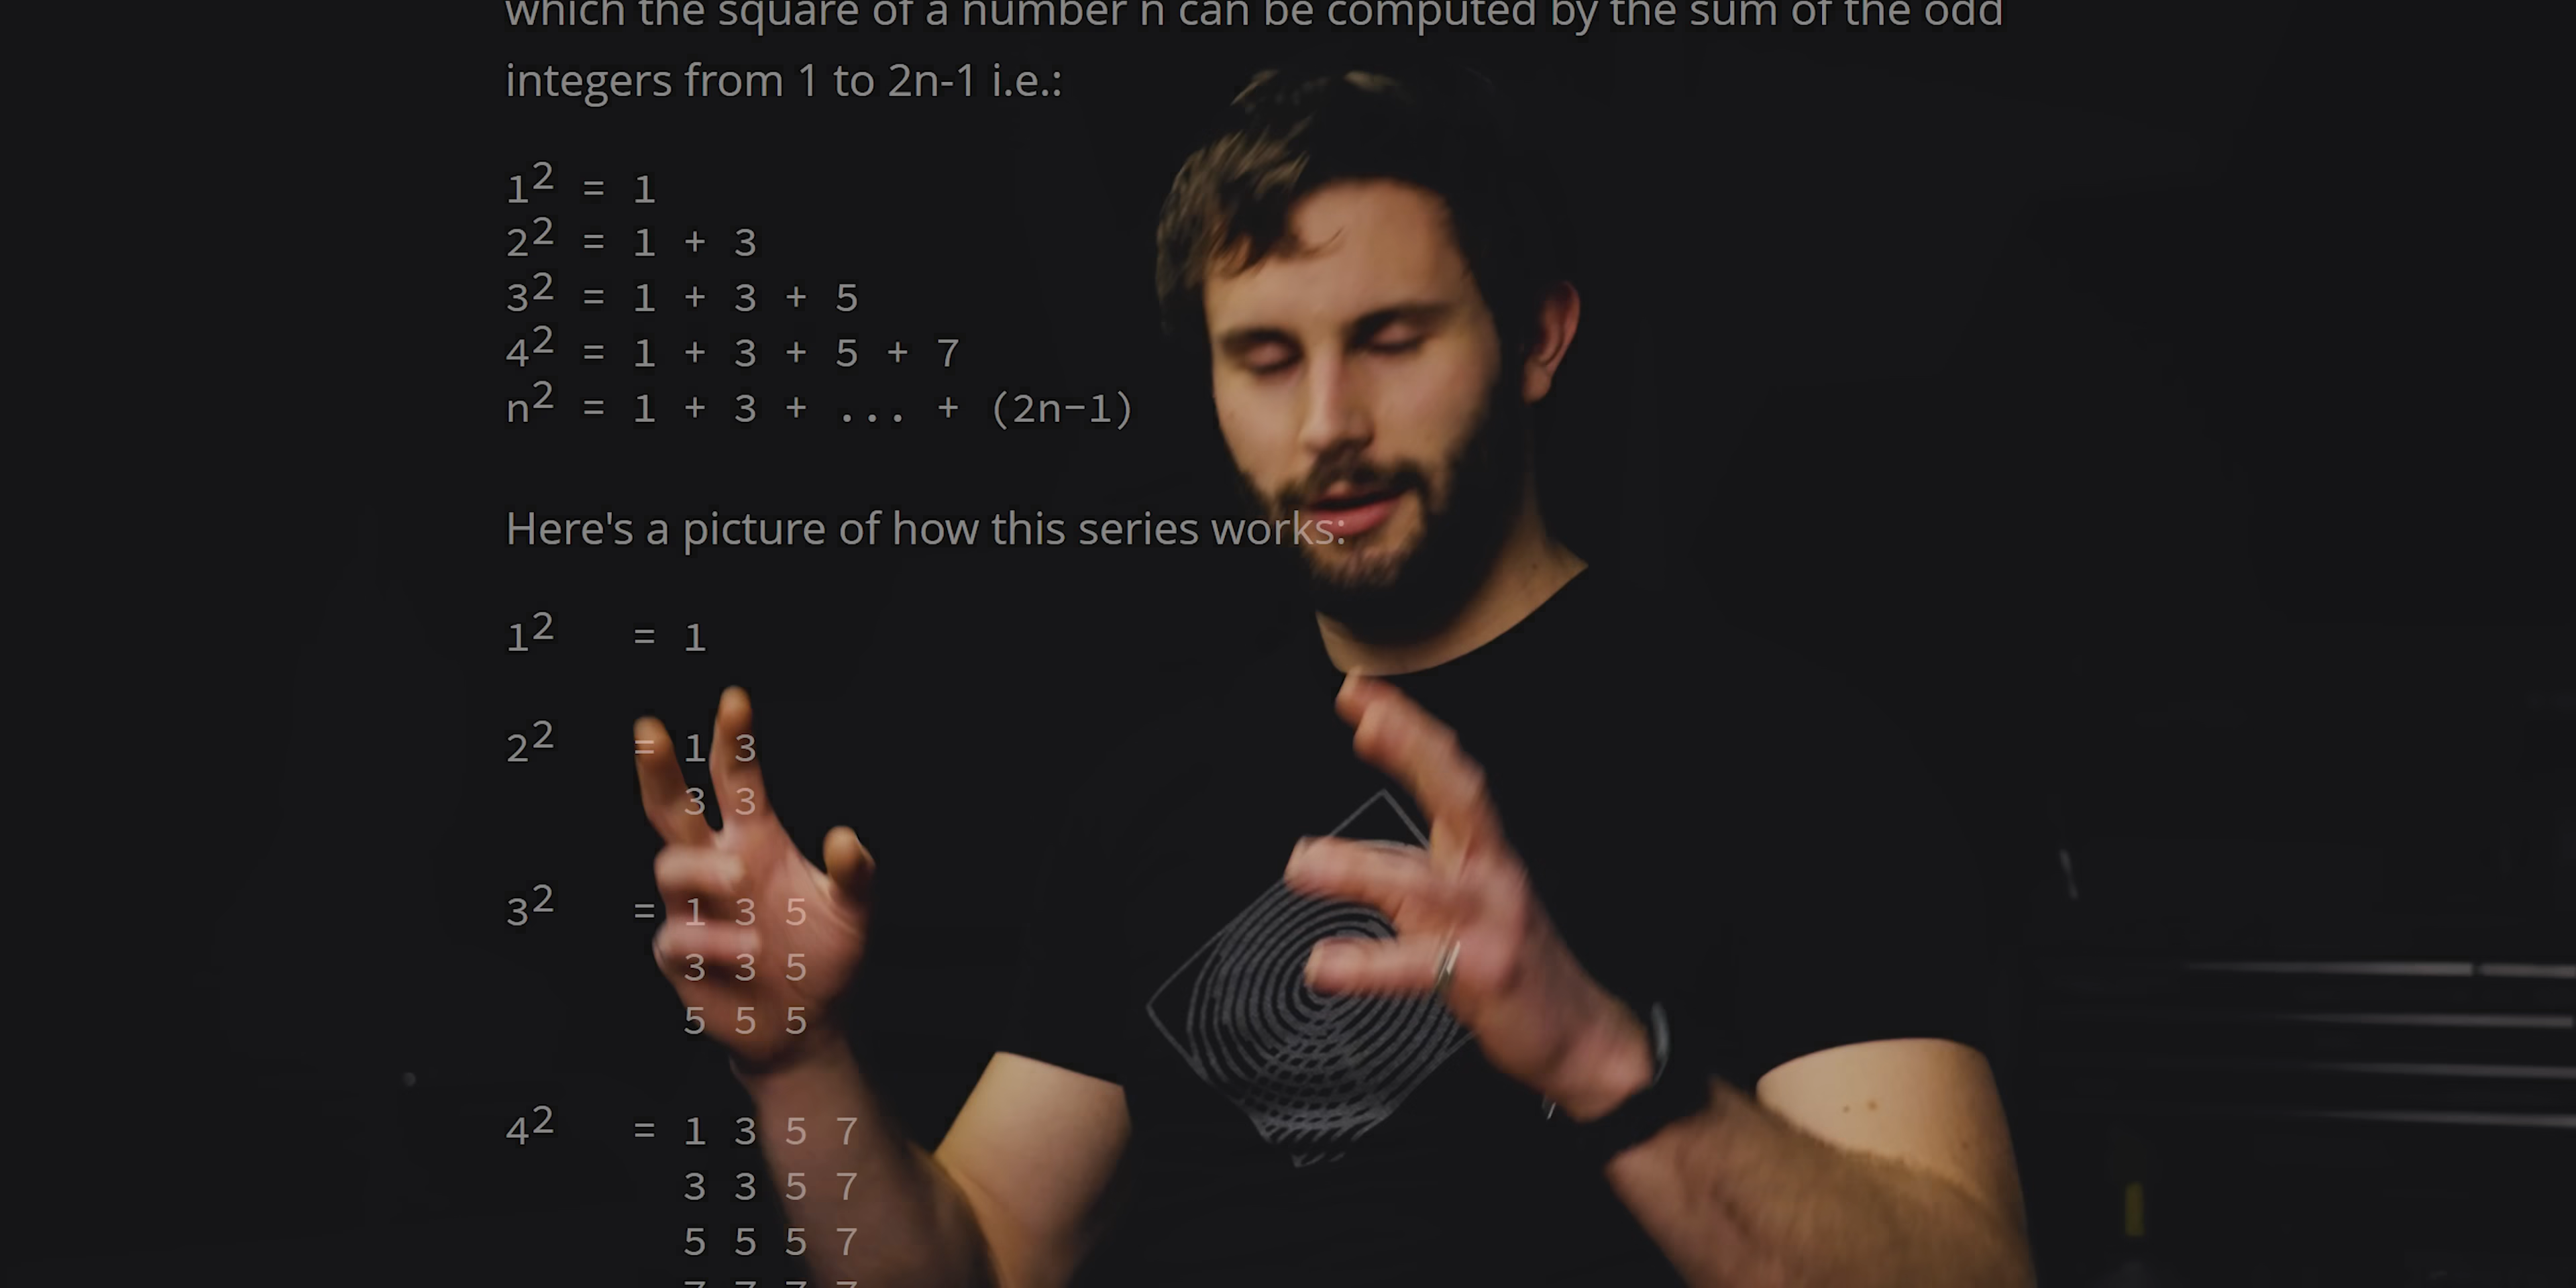 which the square of a number n can be computed by the sum of the odd
integers from 1 to 2n-1 i.e.:
1² = 1
2² = 1 + 3
3² = 1 + 3 + 5
4² = 1 + 3 + 5 + 7
n² = 1 + 3 + ... + (2n−1)
Here's a picture of how this series works:
1² = 1
2² = 1 3
3 3
3² = 1 3 5
3 3 5
5 5 5
4² = 1 3 5 7
3 3 5 7
5 5 5 7
7 7 7 7